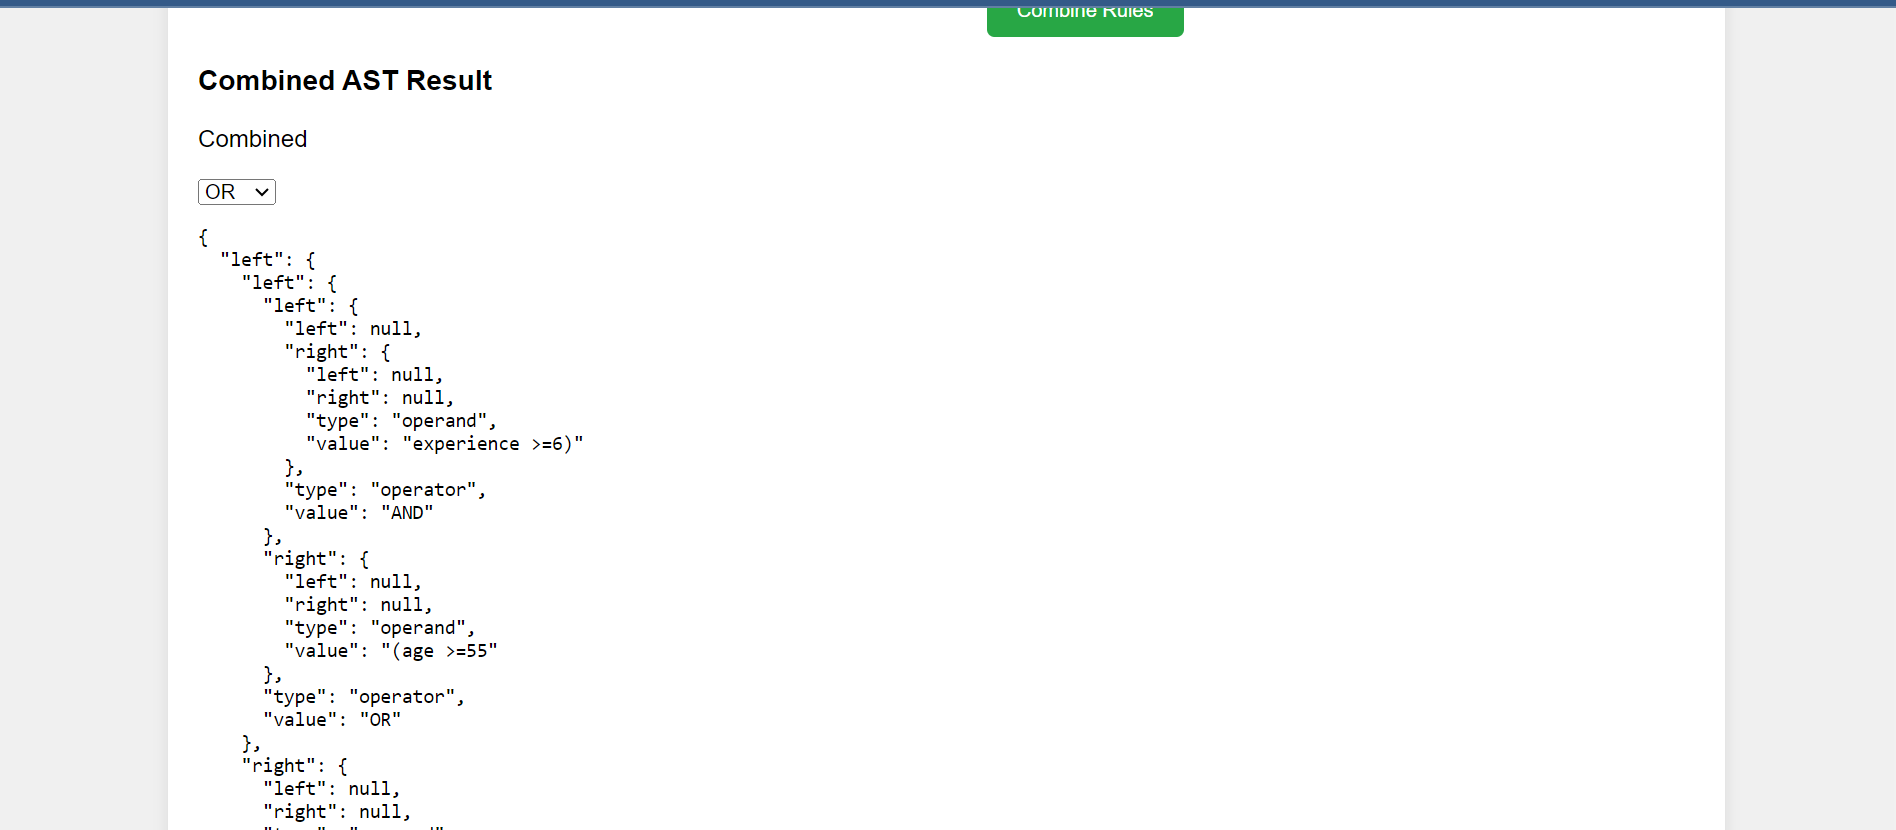 Combine Rules
Combined AST Result
Combined
OR
{
  "left": {
    "left": {
      "left": {
        "left": null,
        "right": {
          "left": null,
          "right": null,
          "type": "operand",
          "value": "experience >=6)"
        },
        "type": "operator",
        "value": "AND"
      },
      "right": {
        "left": null,
        "right": null,
        "type": "operand",
        "value": "(age >=55"
      },
      "type": "operator",
      "value": "OR"
    },
    "right": {
      "left": null,
      "right": null,